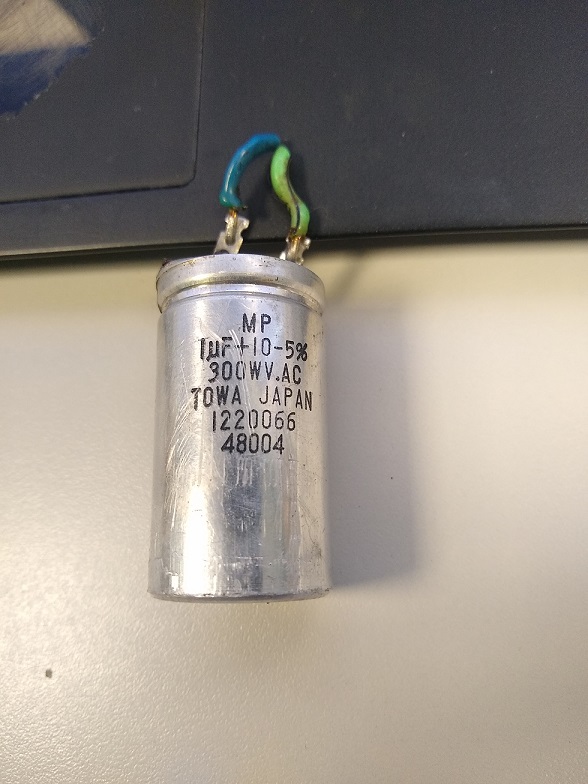 MP
1µF+10-5%
300WV.AC
TOWA JAPAN
1220066
48004